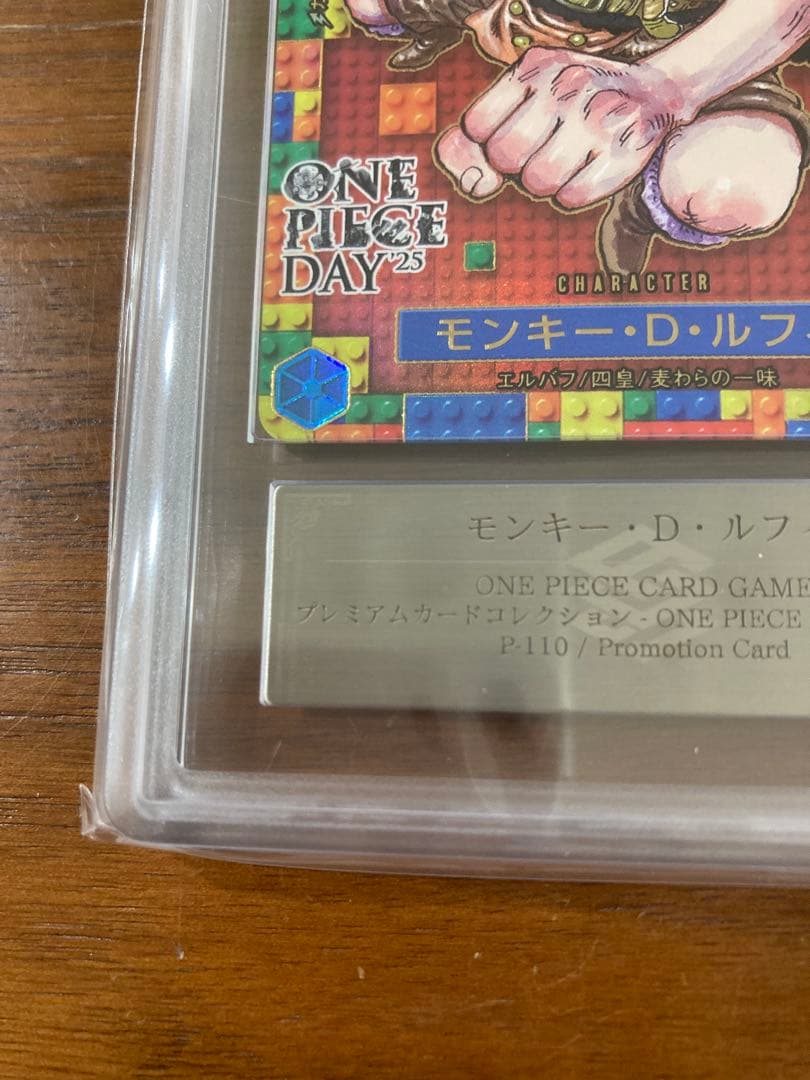 ONE
PIECE
DAY '25
CHARACTER
モンキー・D・ルフ
エルバフ/四皇/麦わらの一味
モンキー・D・ルフ
ONE PIECE CARD GAME
プレミアムカードコレクション - ONE PIECE
P-110 / Promotion Card